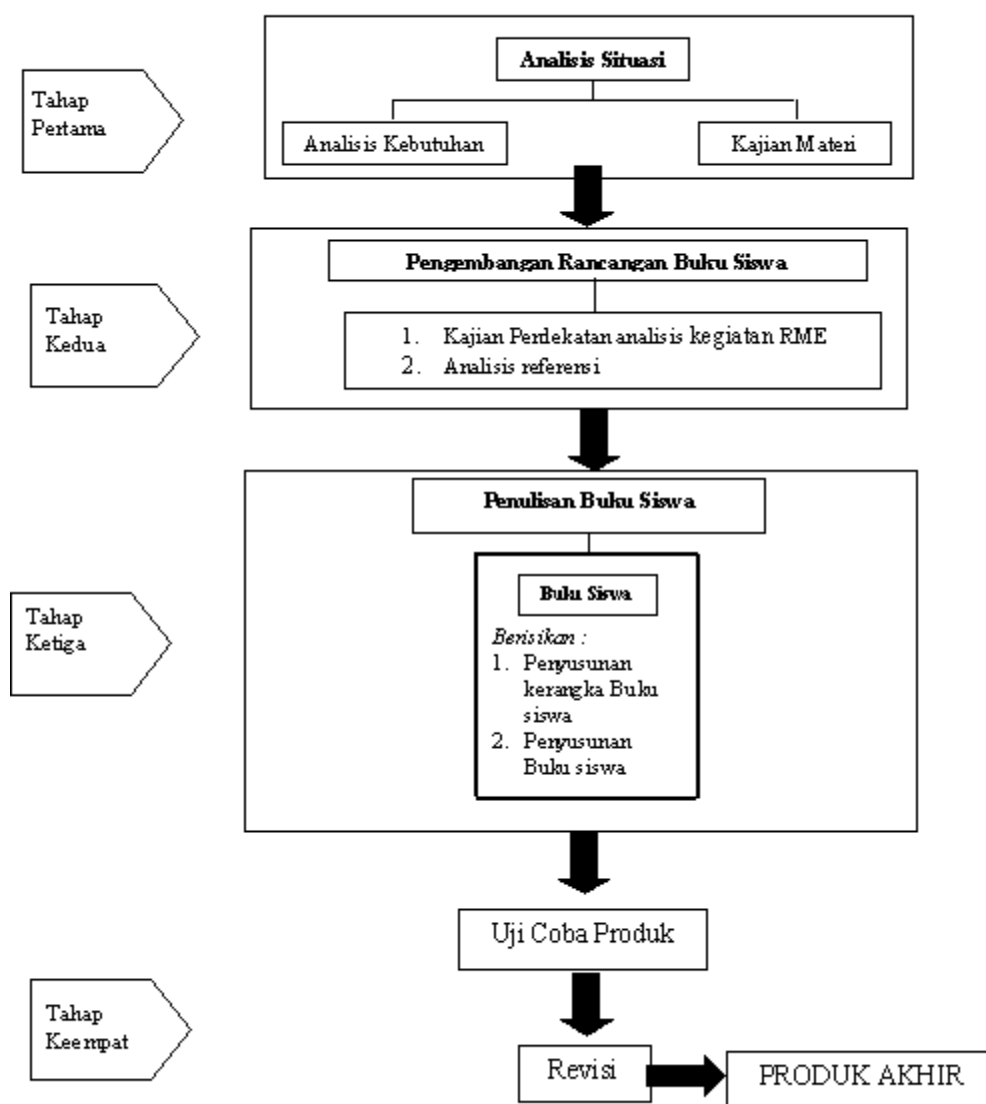 Analisis Situasi
Tahap
Pertama
Analisis Kebutuhan
Kajian Materi
Pengembangan Rancangan Buku Siswa
Tahap
Kedua
1. Kajian Perdekatan analisis kegiatan RME
2. Analisis referensi
Penulisan Buku Siswa
Tahap
Ketiga
Buku Siswa
Berisikan :
1. Penyusunan
kerangka Buku
siswa
2. Penyusunan
Buku siswa
Uji Coba Produk
Tahap
Keempat
Revisi
PRODUK AKHIR